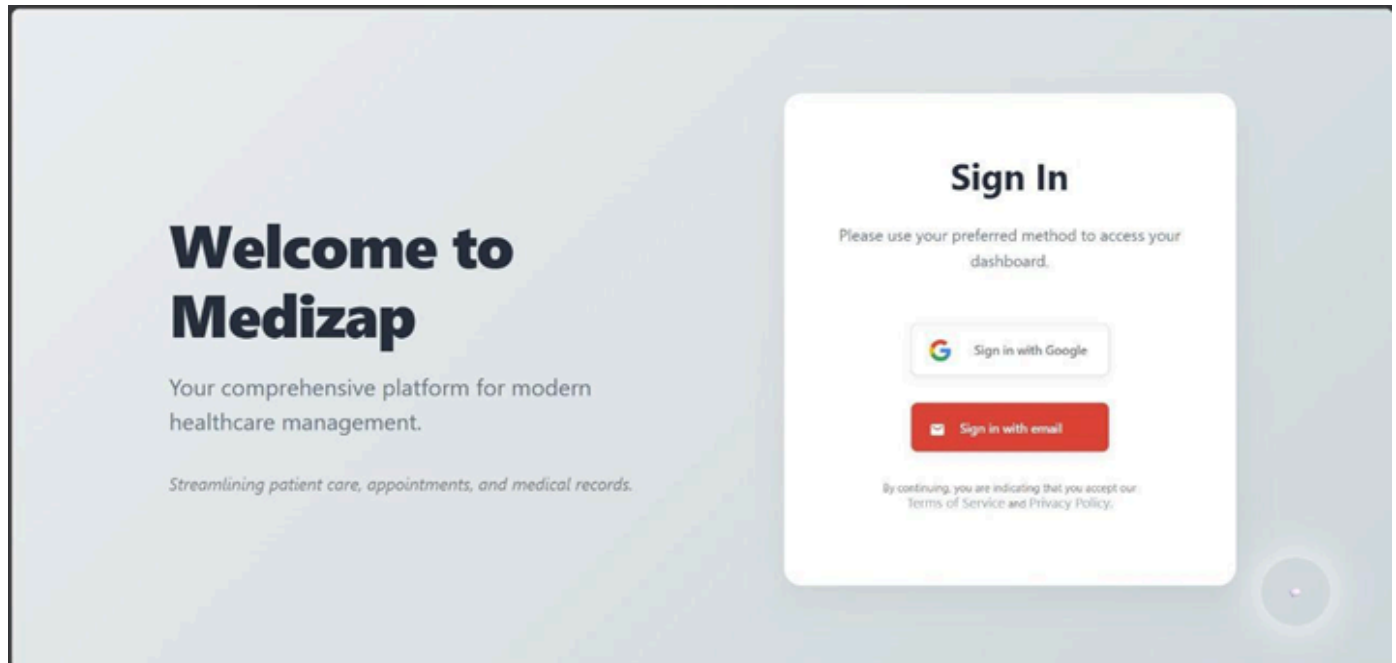 Welcome to
Medizap
Your comprehensive platform for modern
healthcare management.
Streamlining patient care, appointments, and medical records.
Sign In
Please use your preferred method to access your
dashboard.
Sign in with Google
Sign in with email
By continuing, you are indicating that you accept our
Terms of Service and Privacy Policy.